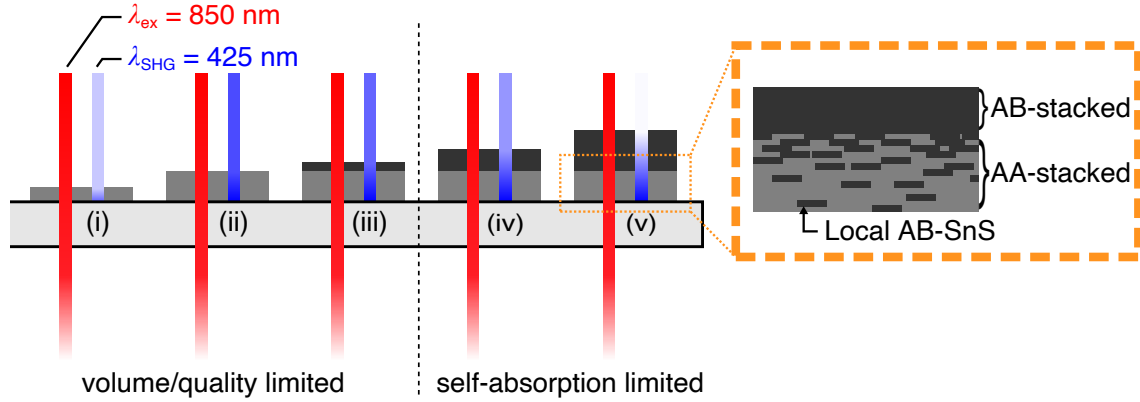 λex = 850 nm
λSHG = 425 nm
(i)
(ii)
(iii)
(iv)
(v)
volume/quality limited
self-absorption limited
AB-stacked
AA-stacked
Local AB-SnS